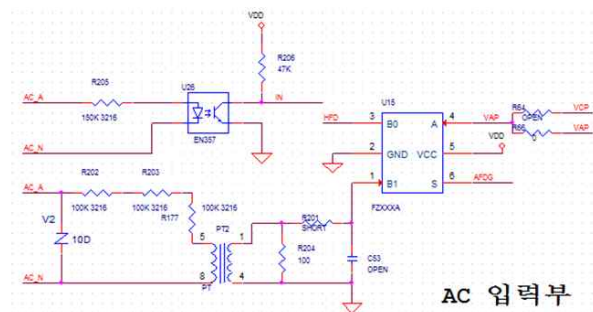 VDD
R206
47K
R205
U26
AC_A
IN
150K 3216
EN357
AC_N
U15
HFD
3
B0
A
4
VAP
R64
OPEN
VCP
R65
0
VAP
VDD
2
GND
VCC
5
1
B1
S
6
AFDG
FZXXXA
AC_A
R202
R203
100K 3216
100K 3216
R177
100K 3216
V2
10D
PT2
5
1
8
4
PT
R201
SHORT
R204
100
C53
OPEN
AC_N
AC 입력부